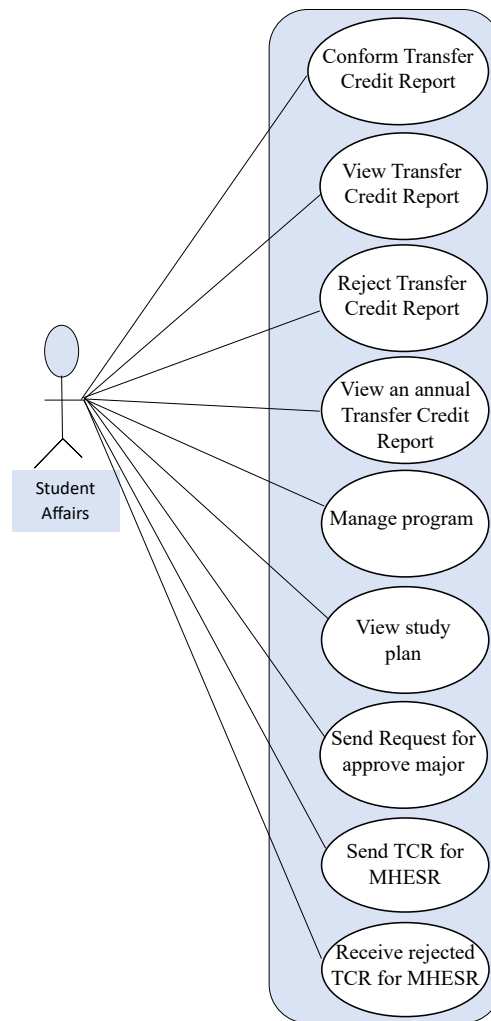 Conform Transfer
Credit Report
View Transfer
Credit Report
Reject Transfer
Credit Report
View an annual
Transfer Credit
Report
Manage program
View study
plan
Send Request for
approve major
Send TCR for
MHESR
Receive rejected
TCR for MHESR
Student
Affairs